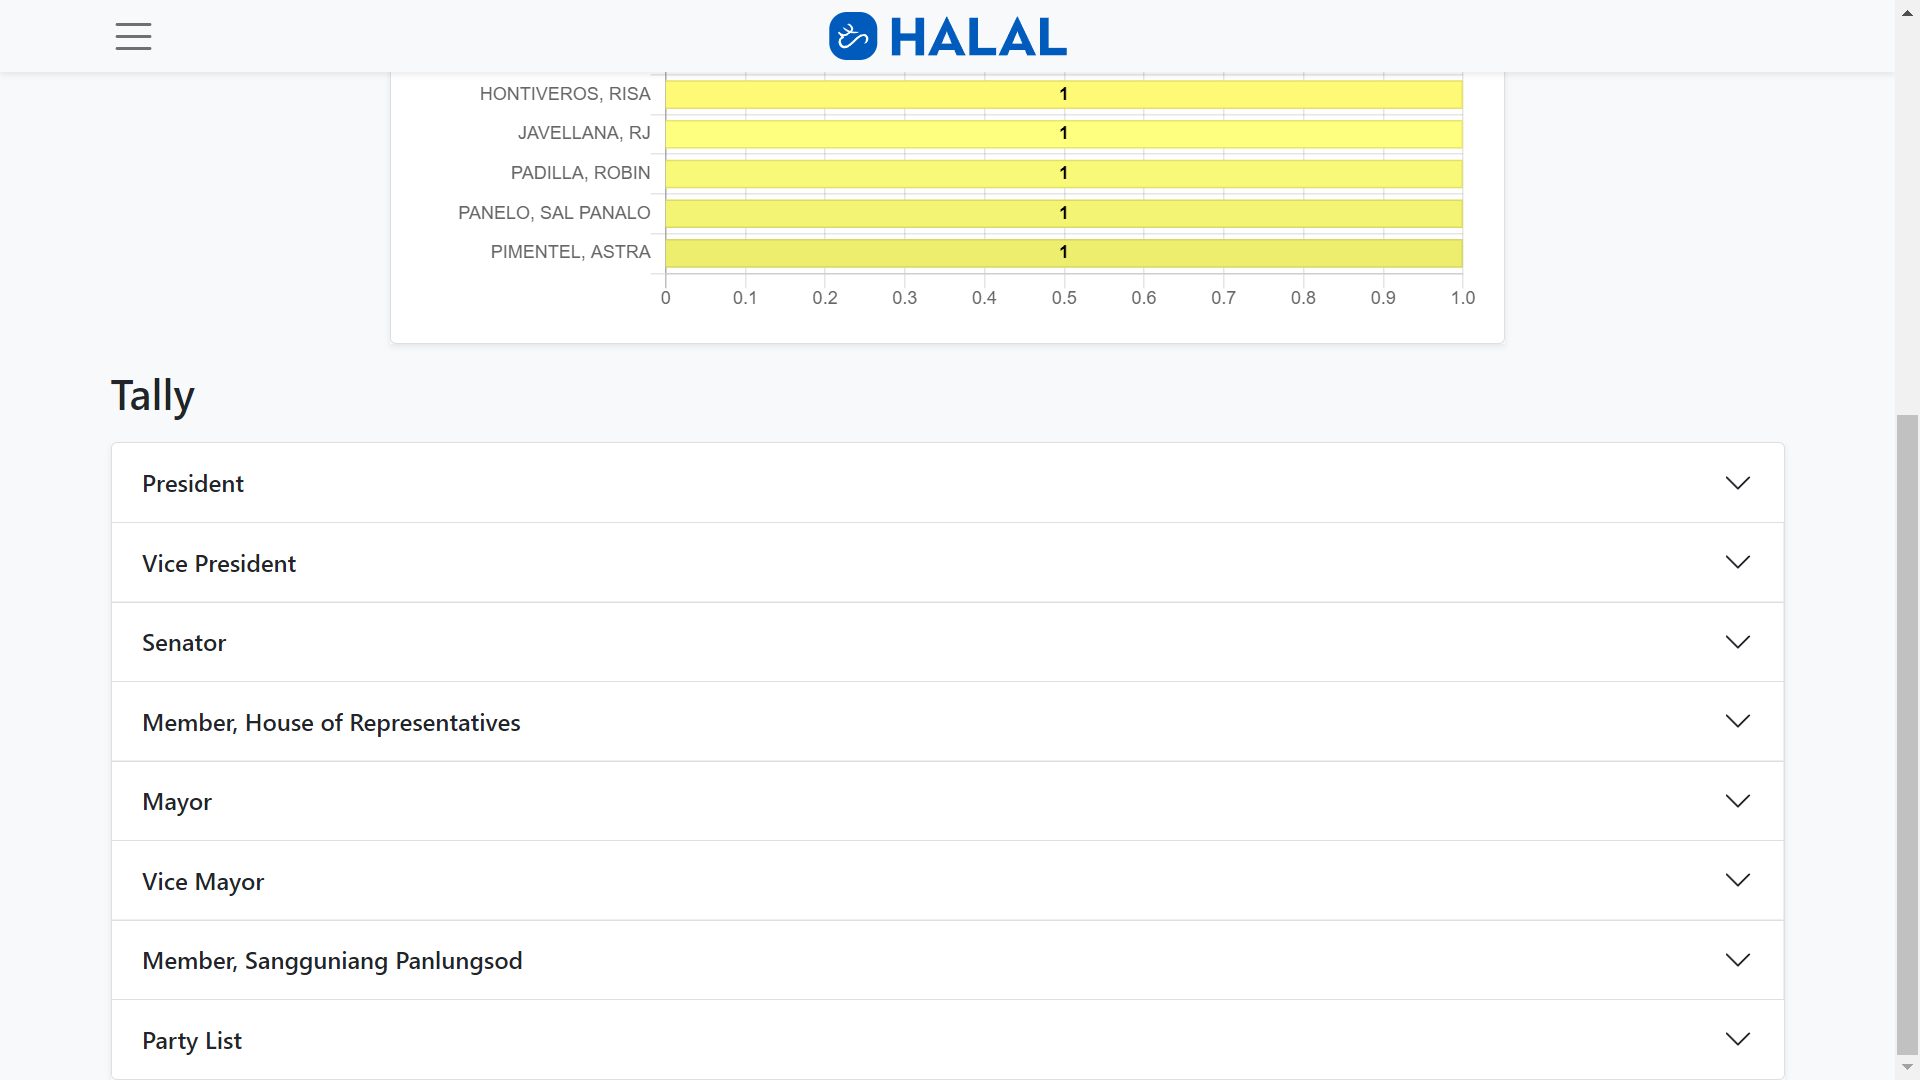 HALAL
HONTIVEROS, RISA 1
JAVELLANA, RJ 1
PADILLA, ROBIN 1
PANELO, SAL PANALO 1
PIMENTEL, ASTRA 1
0 0.1 0.2 0.3 0.4 0.5 0.6 0.7 0.8 0.9 1.0
Tally
President
Vice President
Senator
Member, House of Representatives
Mayor
Vice Mayor
Member, Sangguniang Panlungsod
Party List